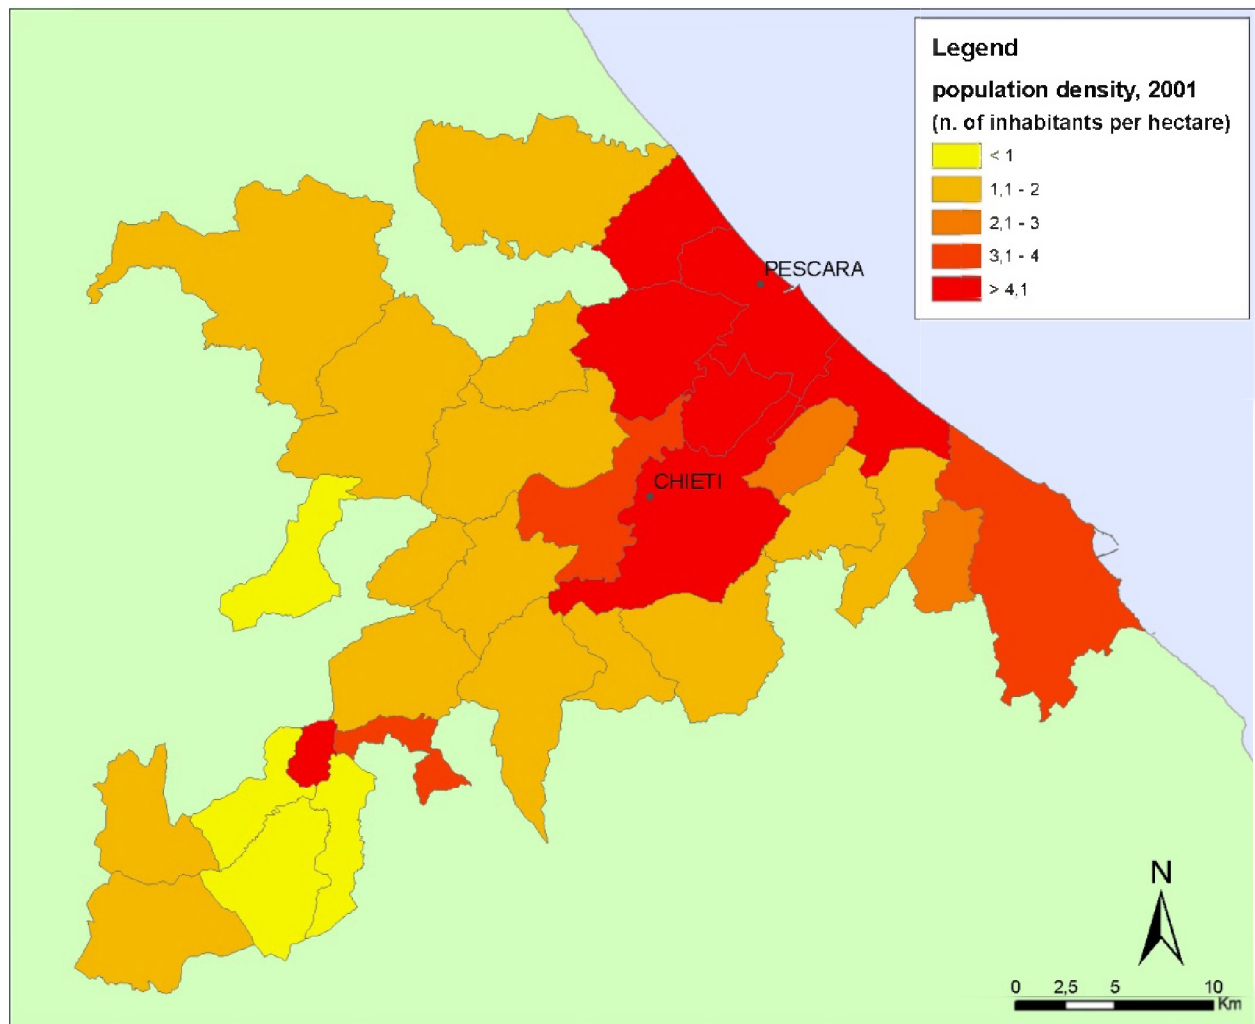 Legend
population density, 2001
(n. of inhabitants per hectare)
< 1
1,1 - 2
2,1 - 3
3,1 - 4
> 4,1
PESCARA
CHIETI
N
0 2,5 5 10
Km